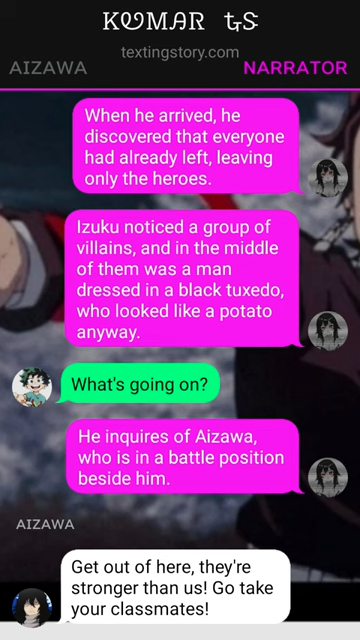 KUMAR ts
textingstory.com
AIZAWA
NARRATOR
When he arrived, he
discovered that everyone
had already left, leaving
only the heroes.
Izuku noticed a group of
villains, and in the middle
of them was a man
dressed in a black tuxedo,
who looked like a potato
anyway.
What's going on?
He inquires of Aizawa,
who is in a battle position
beside him.
AIZAWA
Get out of here, they're
stronger than us! Go take
your classmates!